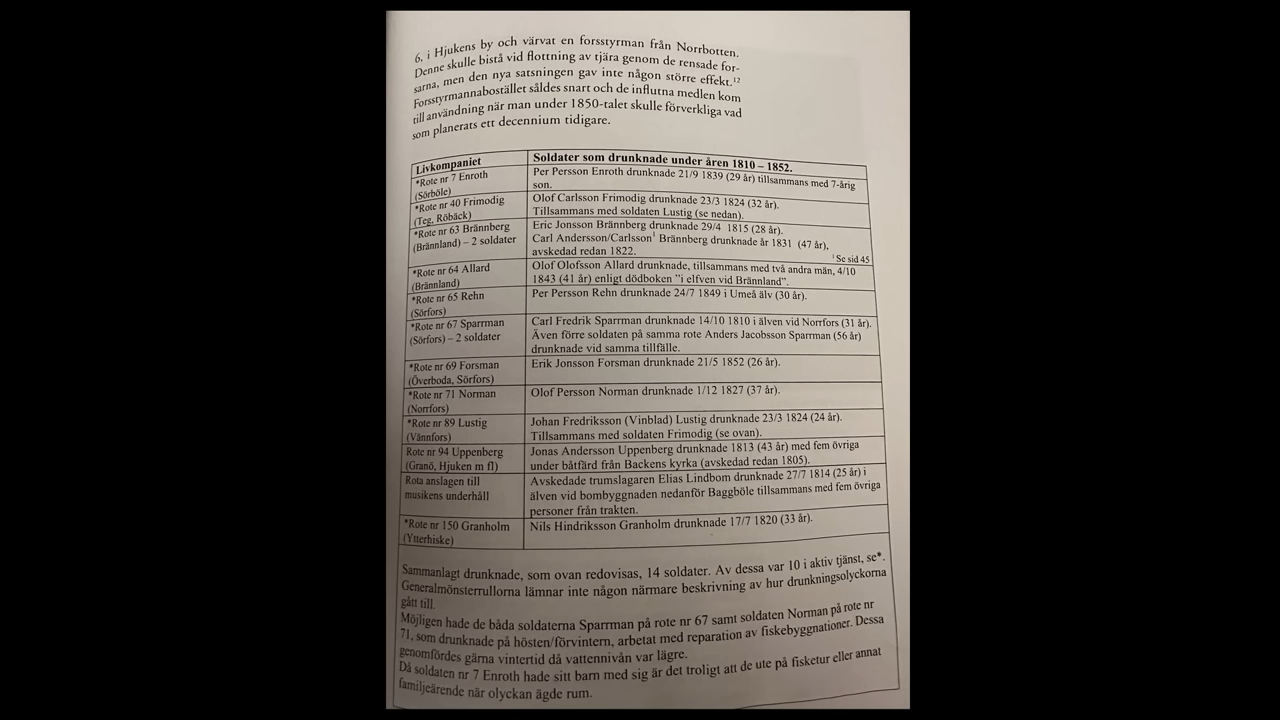 6, i Hjukens by och värvat en forsstyrman från Norrbotten.
Denne skulle bistå vid flottning av tjära genom de rensade for-
sarna, men den nya satsningen gav inte någon större effekt.¹²
Forsstyrmannabostället såldes snart och de influtna medlen kom
till användning när man under 1850-talet skulle förverkliga vad
som planerats ett decennium tidigare.
Livkompaniet
Soldater som drunknade under åren 1810 – 1852.
*Rote nr 7 Enroth
(Sörböle)
Per Persson Enroth drunknade 21/9 1839 (29 år) tillsammans med 7-årig
son.
*Rote nr 40 Frimodig
(Teg, Röbäck)
Olof Carlsson Frimodig drunknade 23/3 1824 (32 år).
Tillsammans med soldaten Lustig (se nedan).
*Rote nr 63 Brännberg
(Brännland) – 2 soldater
Eric Jonsson Brännberg drunknade 29/4 1815 (28 år).
Carl Andersson/Carlsson¹ Brännberg drunknade år 1831 (47 år),
avskedad redan 1822.
¹ Se sid 45
*Rote nr 64 Allard
(Brännland)
Olof Olofsson Allard drunknade, tillsammans med två andra män, 4/10
1843 (41 år) enligt dödboken "i elfven vid Brännland".
*Rote nr 65 Rehn
(Sörfors)
Per Persson Rehn drunknade 24/7 1849 i Umeå älv (30 år).
*Rote nr 67 Sparrman
(Sörfors) – 2 soldater
Carl Fredrik Sparrman drunknade 14/10 1810 i älven vid Norrfors (31 år).
Även förre soldaten på samma rote Anders Jacobsson Sparrman (56 år)
drunknade vid samma tillfälle.
*Rote nr 69 Forsman
(Överboda, Sörfors)
Erik Jonsson Forsman drunknade 21/5 1852 (26 år).
*Rote nr 71 Norman
(Norrfors)
Olof Persson Norman drunknade 1/12 1827 (37 år).
*Rote nr 89 Lustig
(Vännfors)
Johan Fredriksson (Vinblad) Lustig drunknade 23/3 1824 (24 år).
Tillsammans med soldaten Frimodig (se ovan).
Rote nr 94 Uppenberg
(Granö, Hjuken m fl)
Jonas Andersson Uppenberg drunknade 1813 (43 år) med fem övriga
under båtfärd från Backens kyrka (avskedad redan 1805).
Rota anslagen till
musikens underhåll
Avskedade trumslagaren Elias Lindbom drunknade 27/7 1814 (25 år) i
älven vid bombyggnaden nedanför Baggböle tillsammans med fem övriga
personer från trakten.
*Rote nr 150 Granholm
(Ytterhiske)
Nils Hindriksson Granholm drunknade 17/7 1820 (33 år).
Sammanlagt drunknade, som ovan redovisas, 14 soldater. Av dessa var 10 i aktiv tjänst, se*.
Generalmönsterrullorna lämnar inte någon närmare beskrivning av hur drunkningsolyckorna
gått till.
Möjligen hade de båda soldaterna Sparrman på rote nr 67 samt soldaten Norman på rote nr
71, som drunknade på hösten/förvintern, arbetat med reparation av fiskebyggnationer. Dessa
genomfördes gärna vintertid då vattennivån var lägre.
Då soldaten nr 7 Enroth hade sitt barn med sig är det troligt att de ute på fisketur eller annat
familjeärende när olyckan ägde rum.